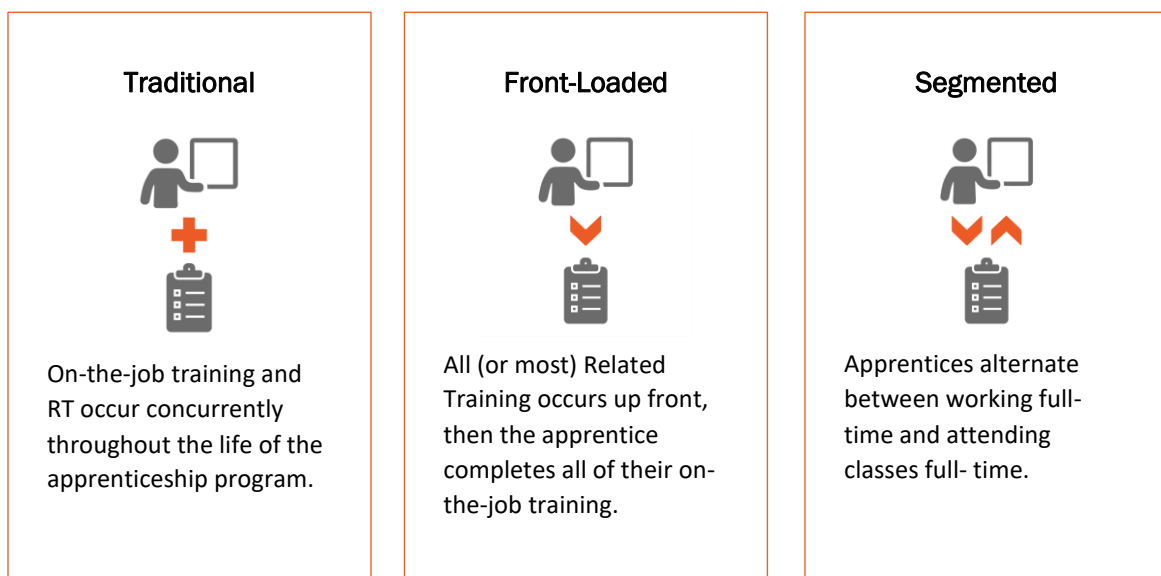 Traditional
On-the-job training and
RT occur concurrently
throughout the life of the
apprenticeship program.
Front-Loaded
All (or most) Related
Training occurs up front,
then the apprentice
completes all of their on-
the-job training.
Segmented
Apprentices alternate
between working full-
time and attending
classes full- time.